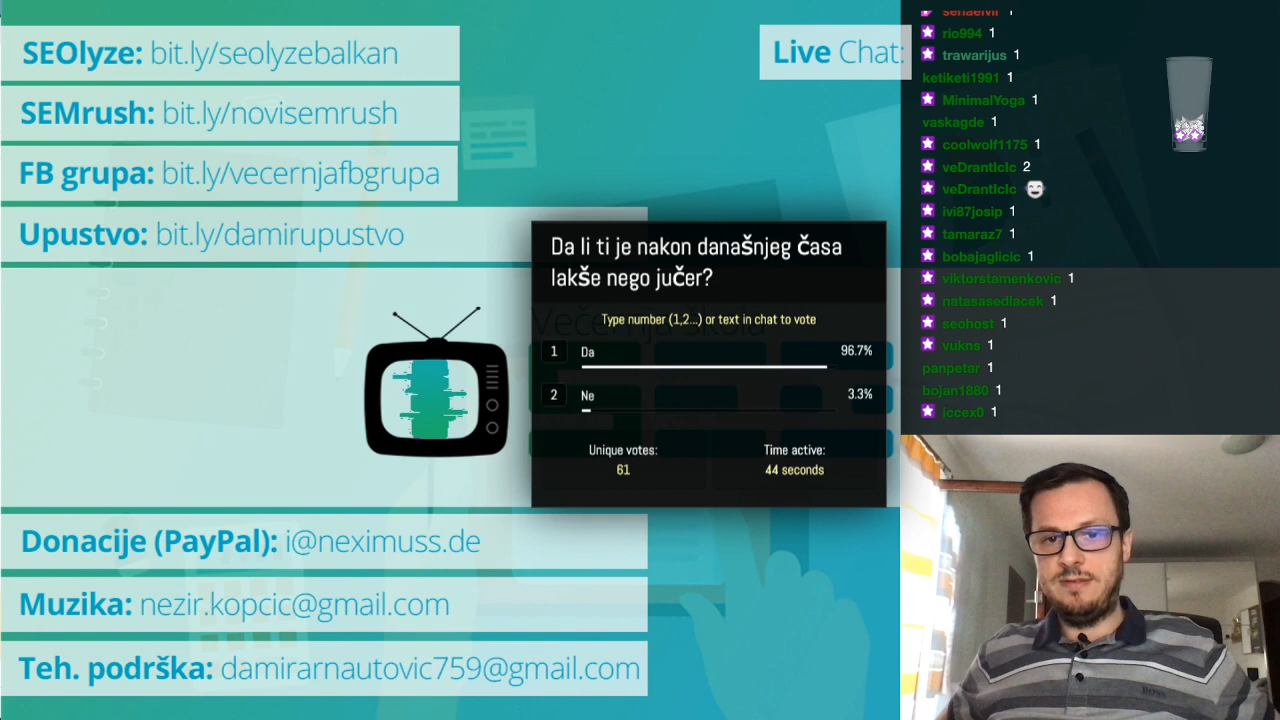 SEOlyze: bit.ly/seolyzebalkan
SEMrush: bit.ly/novisemrush
FB grupa: bit.ly/vecernjafbgrupa
Upustvo: bit.ly/damirupustvo
Live Chat:
Da li ti je nakon današnjeg časa
lakše nego jučer?
Type number (1,2...) or text in chat to vote
1 Da 96.7%
2 Ne 3.3%
Unique votes: Time active:
61 44 seconds
Donacije (PayPal): i@neximuss.de
Muzika: nezir.kopcic@gmail.com
Teh. podrška: damirarnautovic759@gmail.com
rio994 1
trawarijus 1
ketiketi1991 1
MinimalYoga 1
vaskagde 1
coolwolf1175 1
veDrantIcIc 2
veDrantIcIc
ivi87josip 1
tamaraz7 1
bobajaglicic 1
viktorstamenkovic 1
natasasedlacek 1
seohost 1
vukns 1
panpetar 1
bojan1880 1
iccex0 1
BOSS